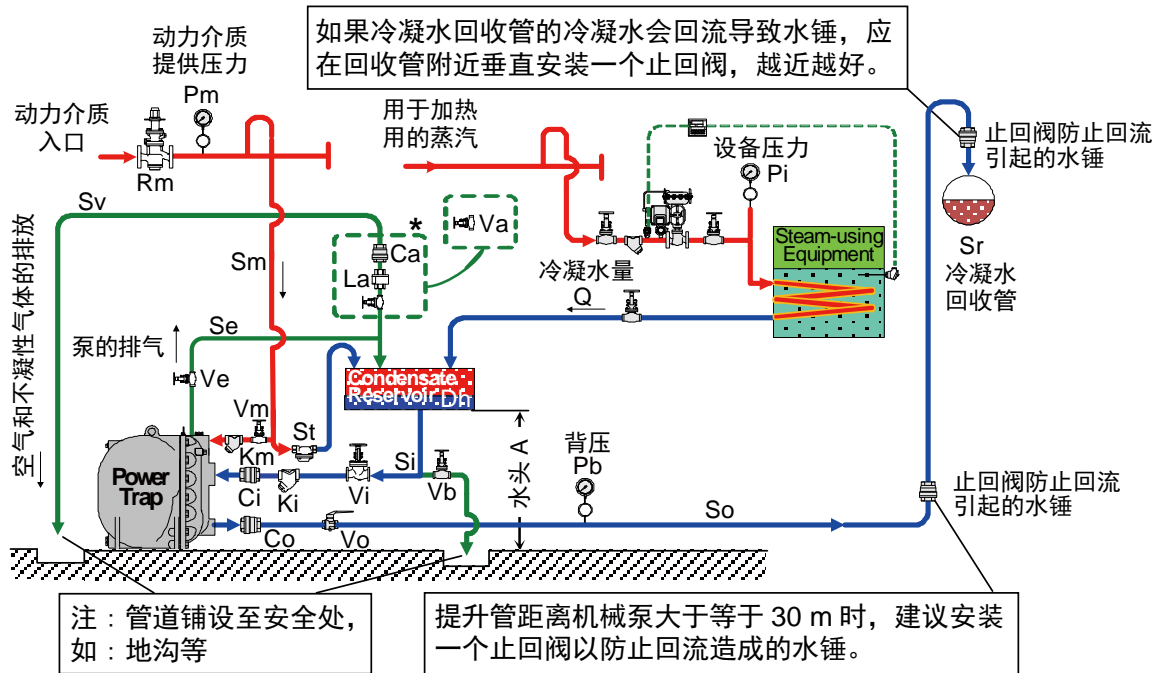 如果冷凝水回收管的冷凝水会回流导致水锤，应
在回收管附近垂直安装一个止回阀，越近越好。
动力介质
提供压力
Pm
动力介质
入口
Rm
用于加热
用的蒸汽
设备压力
Pi
止回阀防止回流
引起的水锤
Sr
冷凝水
回收管
Sv
*
Va
Ca
La
Sm
冷凝水量
Q
Steam-using
Equipment
空气和不凝性气体的排放
泵的排气
Se
Ve
Condensate
Reservoir
Dh
Vm
Km
St
Power
Trap
Ci
Ki
Vi
Si
Vb
水头 A
背压
Pb
Co
Vo
So
止回阀防止回流
引起的水锤
注：管道铺设至安全处，
如：地沟等
提升管距离机械泵大于等于 30 m 时，建议安装
一个止回阀以防止回流造成的水锤。